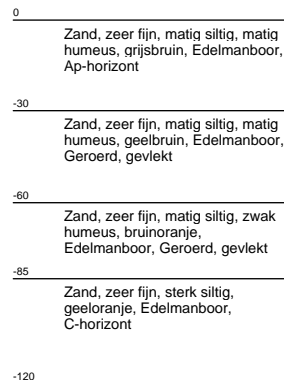 0
Zand, zeer fijn, matig siltig, matig
humeus, grijsbruin, Edelmanboor,
Ap-horizont
-30
Zand, zeer fijn, matig siltig, matig
humeus, geelbruin, Edelmanboor,
Geroerd, gevlekt
-60
Zand, zeer fijn, matig siltig, zwak
humeus, bruinoranje,
Edelmanboor, Geroerd, gevlekt
-85
Zand, zeer fijn, sterk siltig,
geeloranje, Edelmanboor,
C-horizont
-120